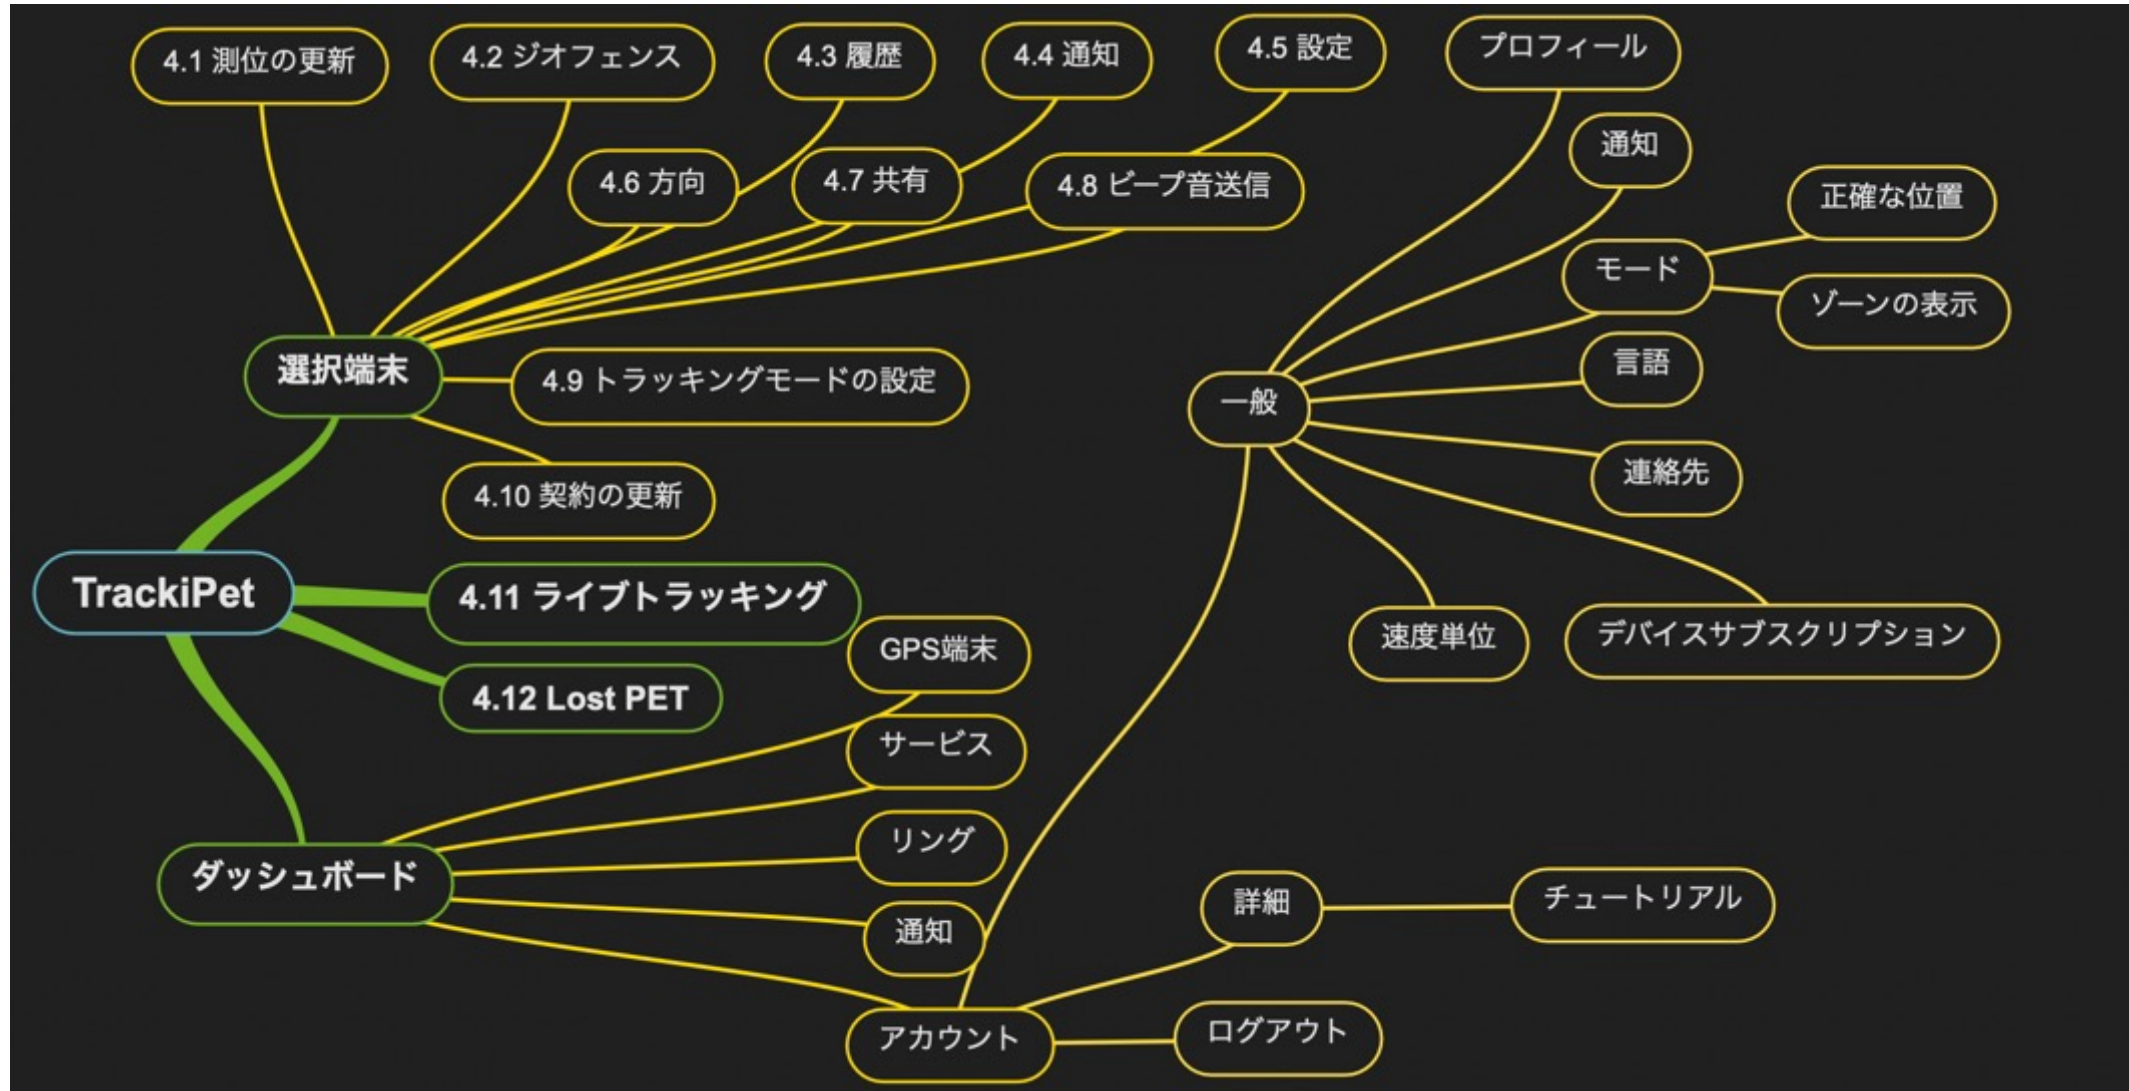 4.1 測位の更新
4.2 ジオフェンス
4.3 履歴
4.4 通知
4.5 設定
プロフィール
通知
4.6 方向
4.7 共有
4.8 ビープ音送信
正確な位置
モード
ゾーンの表示
選択端末
4.9 トラッキングモードの設定
言語
一般
連絡先
4.10 契約の更新
TrackiPet
4.11 ライブトラッキング
GPS端末
速度単位
デバイスサブスクリプション
4.12 Lost PET
サービス
リング
ダッシュボード
通知
詳細
チュートリアル
アカウント
ログアウト